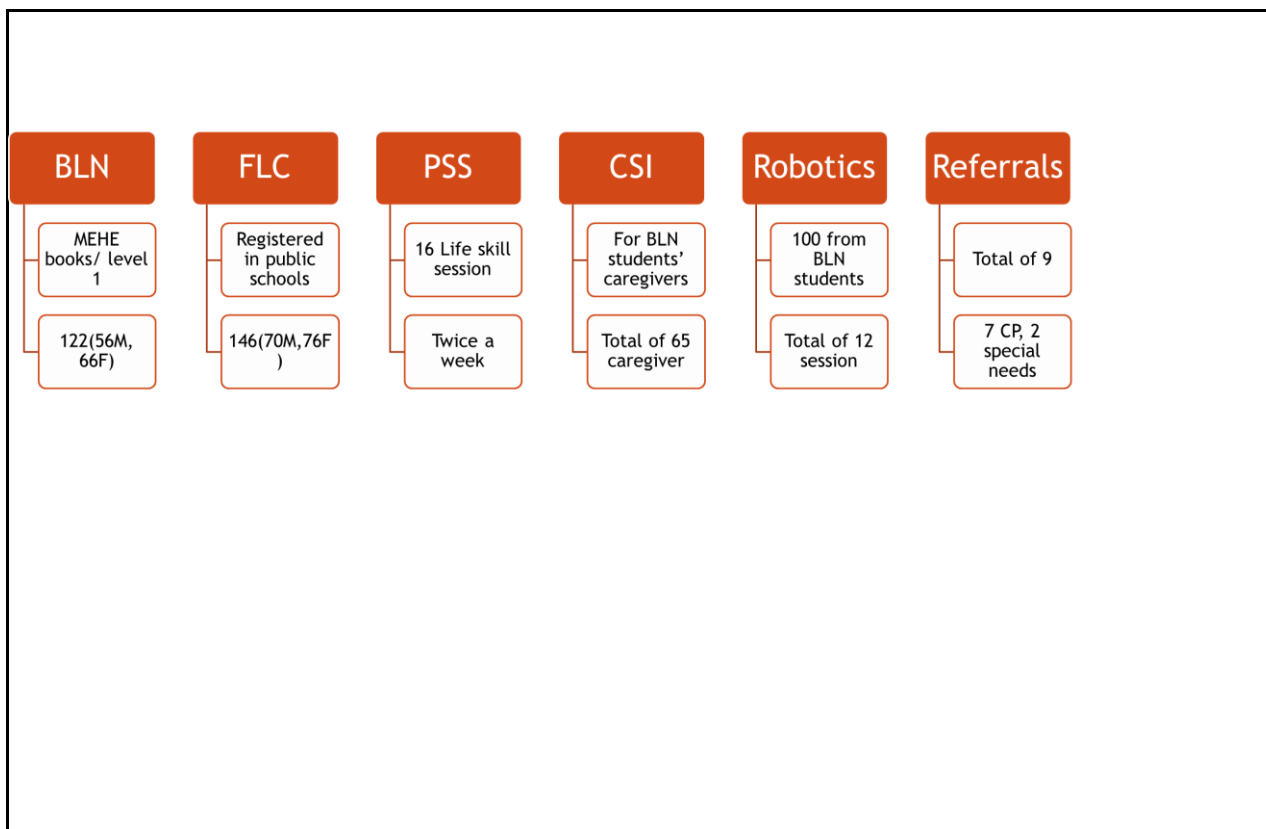 BLN
MEHE
books/ level
1
122(56M,
66F)
FLC
Registered
in public
schools
146(70M,76F
)
PSS
16 Life skill
session
Twice a
week
CSI
For BLN
students’
caregivers
Total of 65
caregiver
Robotics
100 from
BLN
students
Total of 12
session
Referrals
Total of 9
7 CP, 2
special
needs